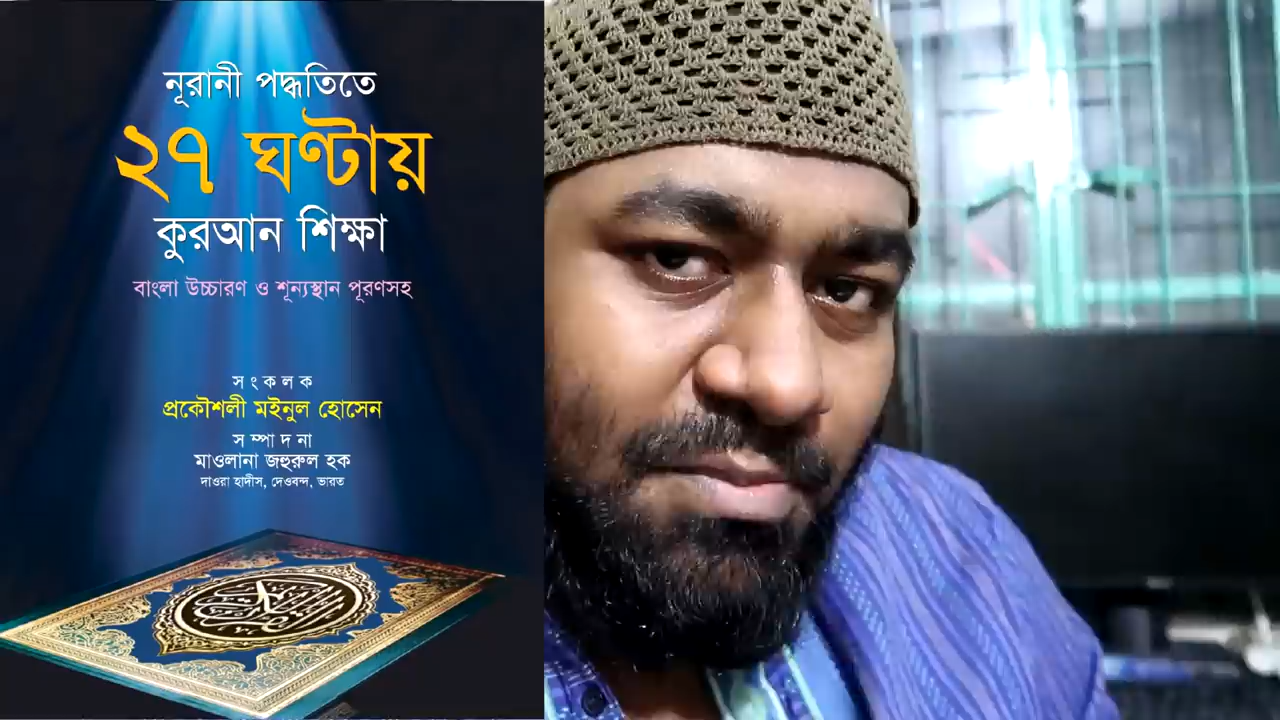 নূরানী পদ্ধতিতে
২৭ ঘণ্টায়
কুরআন শিক্ষা
বাংলা উচ্চারণ ও শূন্যস্থান পূরণসহ
সংকলক
প্রকৌশলী মইনুল হোসেন
সম্পাদনা
মাওলানা জহুরুল হক
দাওরা হাদীস, দেওবন্দ, ভারত